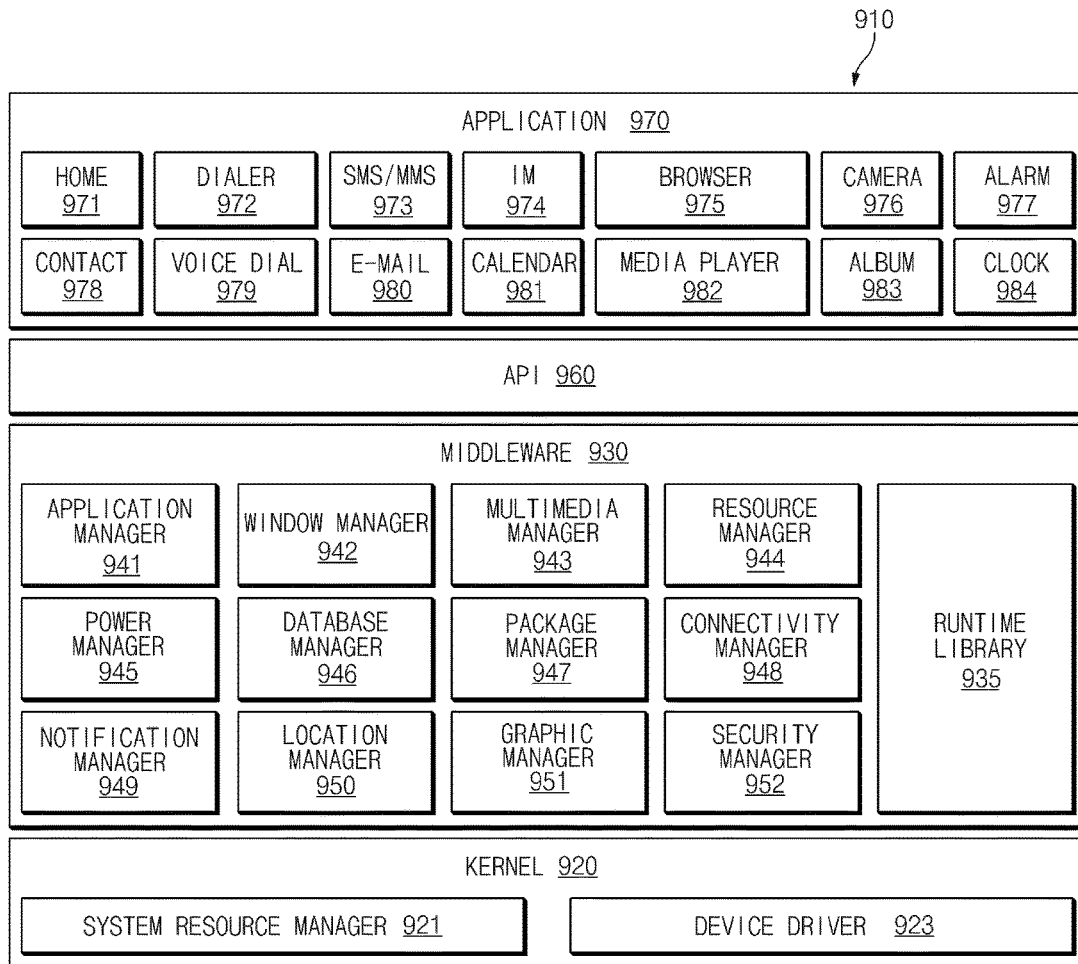 910
APPLICATION 970
HOME
971
DIALER
972
SMS/MMS
973
IM
974
BROWSER
975
CAMERA
976
ALARM
977
CONTACT
978
VOICE DIAL
979
E-MAIL
980
CALENDAR
981
MEDIA PLAYER
982
ALBUM
983
CLOCK
984
API 960
MIDDLEWARE 930
APPLICATION
MANAGER
941
WINDOW MANAGER
942
MULTIMEDIA
MANAGER
943
RESOURCE
MANAGER
944
POWER
MANAGER
945
DATABASE
MANAGER
946
PACKAGE
MANAGER
947
CONNECTIVITY
MANAGER
948
RUNTIME
LIBRARY
935
NOTIFICATION
MANAGER
949
LOCATION
MANAGER
950
GRAPHIC
MANAGER
951
SECURITY
MANAGER
952
KERNEL 920
SYSTEM RESOURCE MANAGER 921
DEVICE DRIVER 923